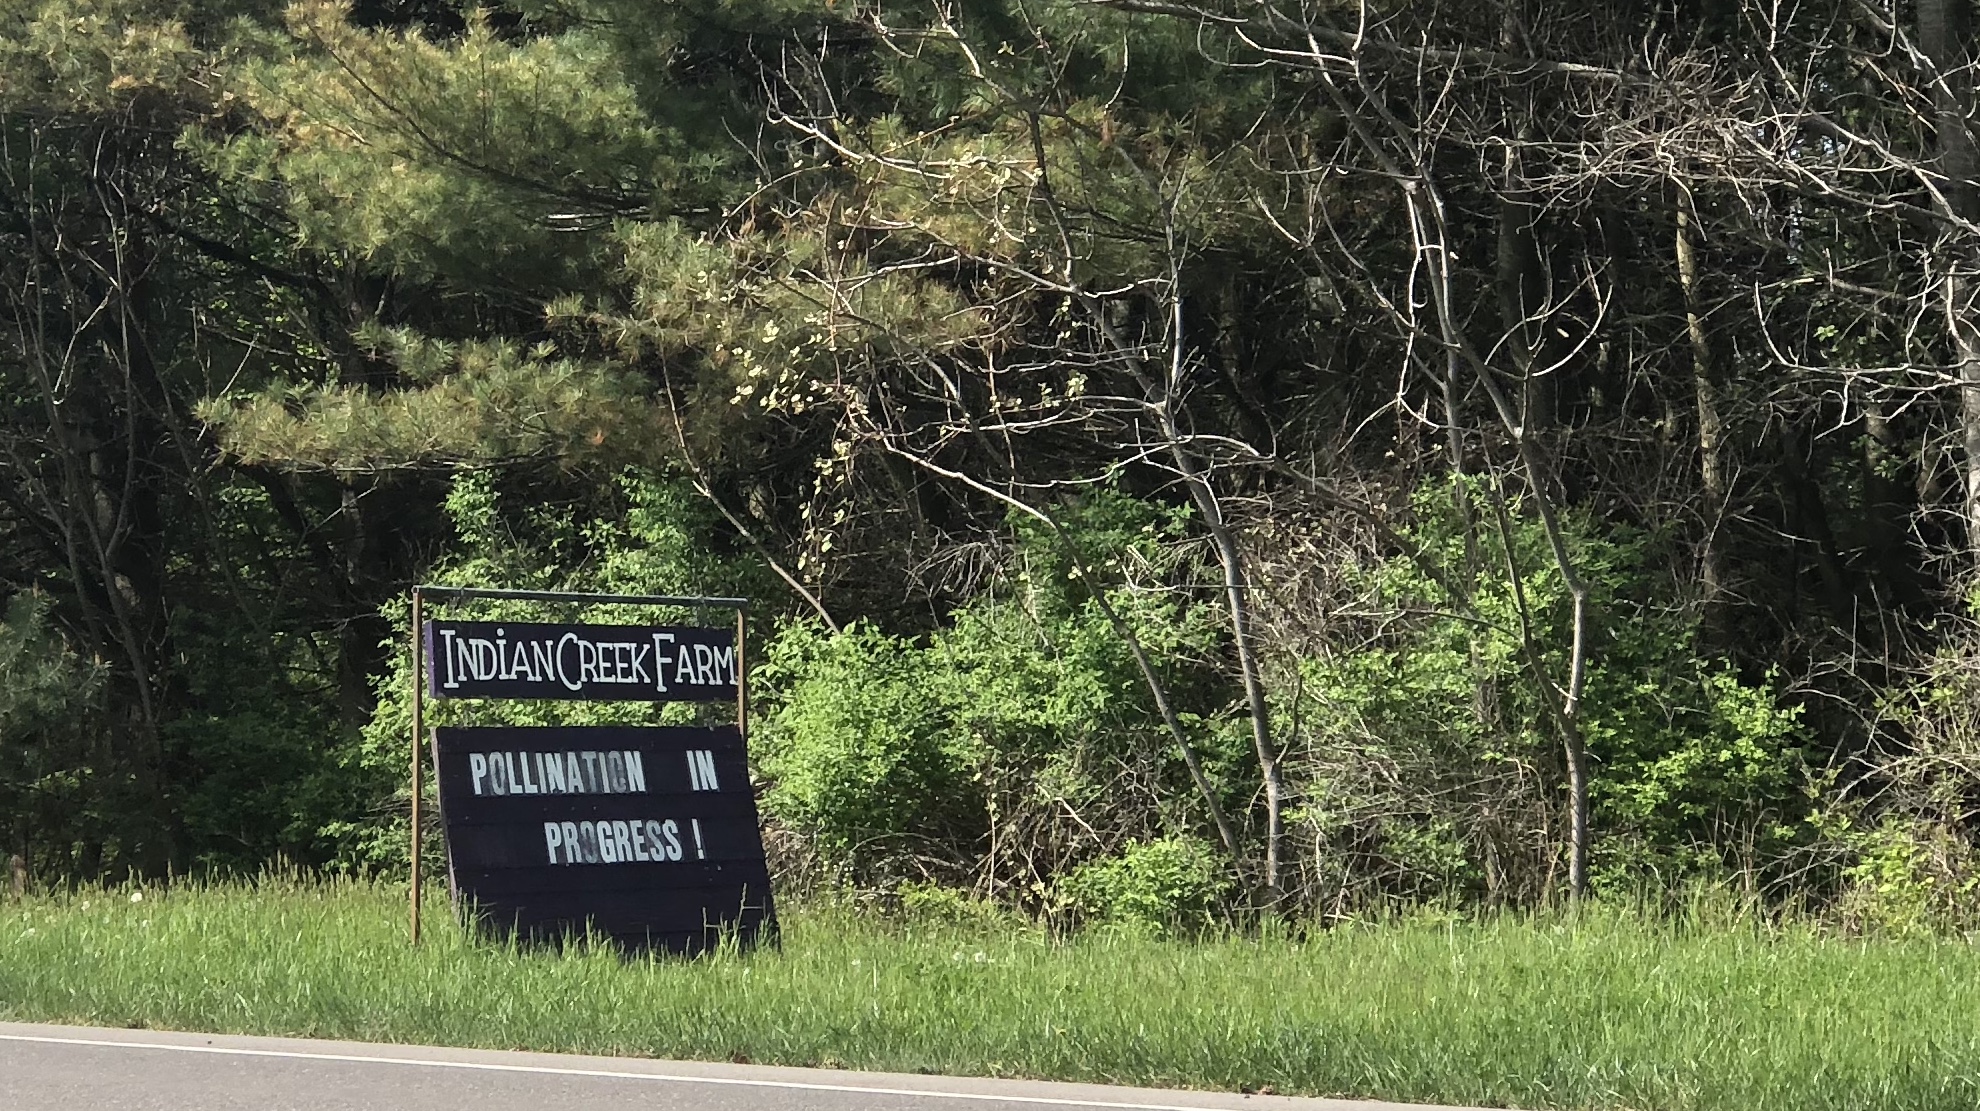 INDIAN CREEK FARM
POLLINATION IN
PROGRESS!